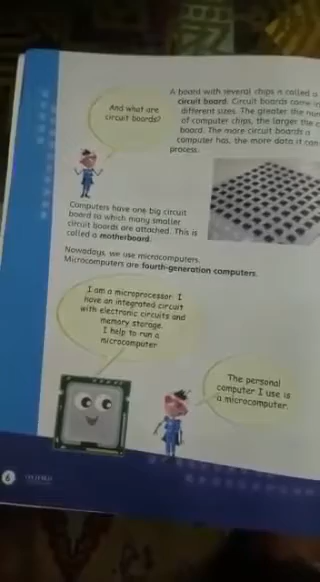 A board with several chips is called a
circuit board. Circuit boards come in
different sizes. The greater the
of computer chips, the larger the
board. The more circuit boards a
computer has, the more data it can
process.
And what are
circuit boards?
Computers have one big circuit
board to which many smaller
circuit boards are attached. This is
called a motherboard.
Nowadays, we use microcomputers.
Microcomputers are fourth-generation computers.
I am a microprocessor. I
have an integrated circuit
with electronic circuits and
memory storage.
I help to run a
microcomputer
The personal
computer I use is
a microcomputer.
6
OXFORD